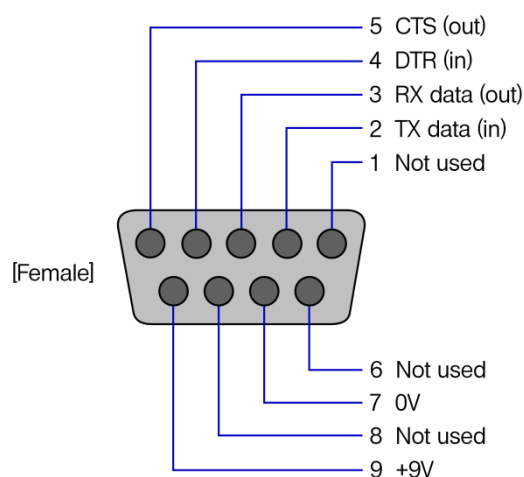 5 CTS (out)
4 DTR (in)
3 RX data (out)
2 TX data (in)
1 Not used
[Female]
6 Not used
7 0V
8 Not used
9 +9V